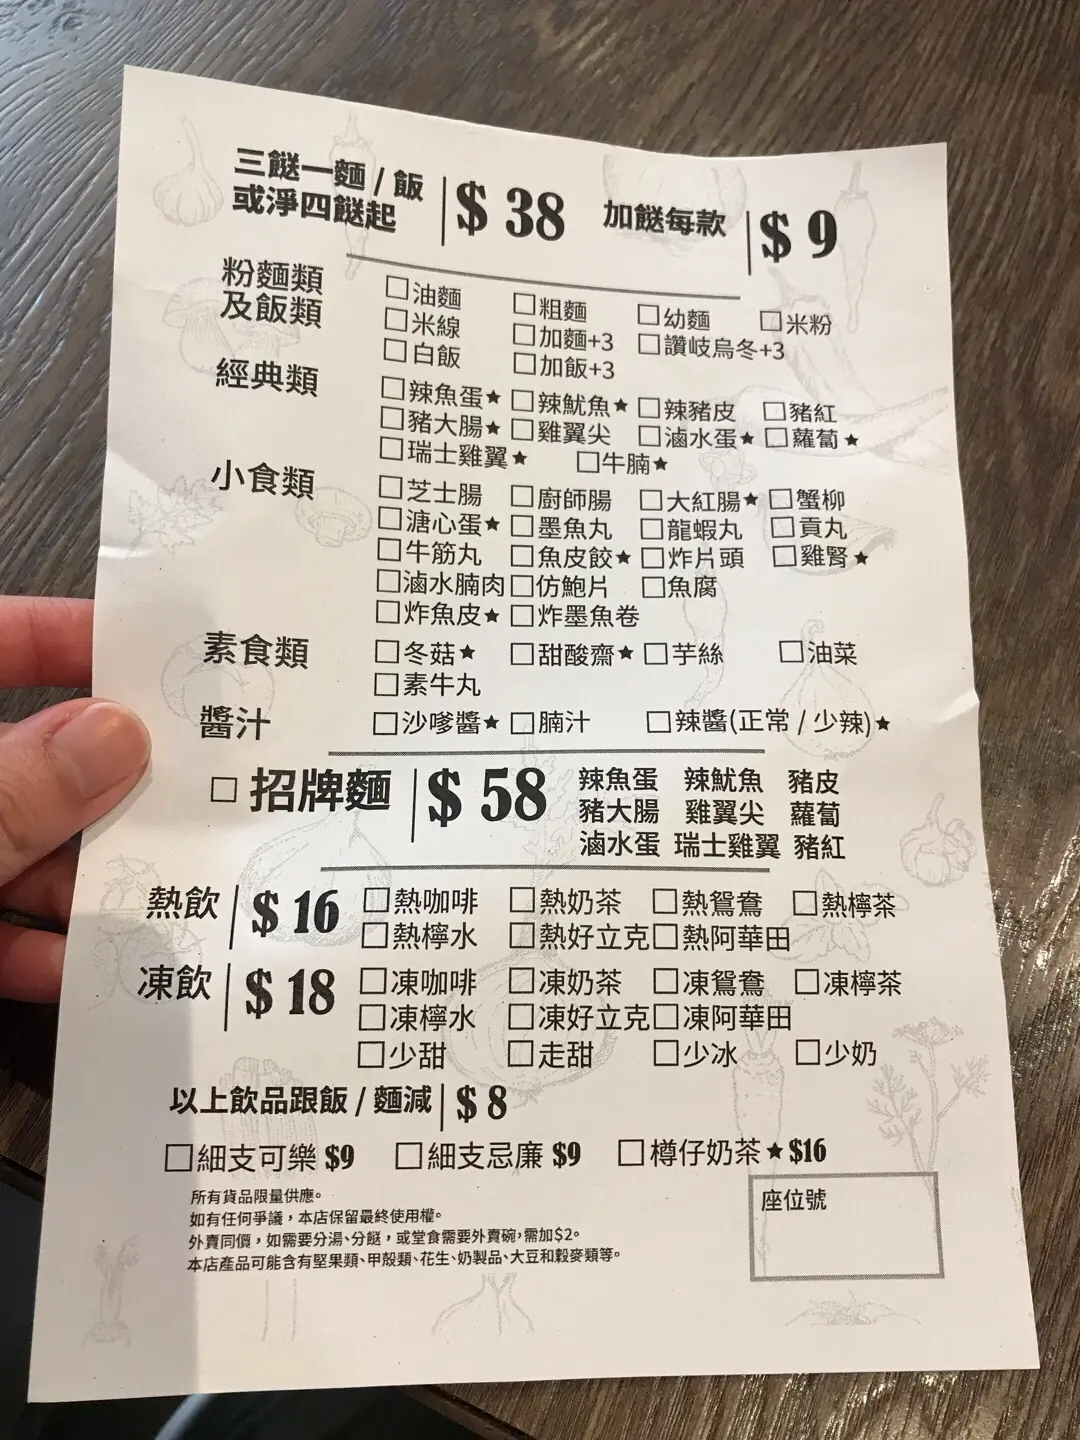 三餸一麵 / 飯
或淨四餸起 $ 38 加餸每款 $ 9
粉麵類
及飯類
□油麵 □粗麵 □幼麵 □米粉
□米線 □加麵+3 □讚岐烏冬+3
□白飯 □加飯+3
經典類
□辣魚蛋★ □辣魷魚★ □辣豬皮 □豬紅
□豬大腸★ □雞翼尖 □滷水蛋★ □蘿蔔★
□瑞士雞翼★ □牛腩★
小食類
□芝士腸 □廚師腸 □大紅腸★ □蟹柳
□溏心蛋★ □墨魚丸 □龍蝦丸 □貢丸
□牛筋丸 □魚皮餃★ □炸片頭 □雞腎★
□滷水腩肉 □仿鮑片 □魚腐
□炸魚皮★ □炸墨魚卷
素食類 □冬菇★ □甜酸齋★ □芋絲 □油菜
□素牛丸
醬汁 □沙嗲醬★ □腩汁 □辣醬(正常 / 少辣)★
□ 招牌麵 $ 58
辣魚蛋 辣魷魚 豬皮
豬大腸 雞翼尖 蘿蔔
滷水蛋 瑞士雞翼 豬紅
熱飲 $ 16 □熱咖啡 □熱奶茶 □熱鴛鴦 □熱檸茶
□熱檸水 □熱好立克 □熱阿華田
凍飲 $ 18 □凍咖啡 □凍奶茶 □凍鴛鴦 □凍檸茶
□凍檸水 □凍好立克 □凍阿華田
□少甜 □走甜 □少冰 □少奶
以上飲品跟飯 / 麵減 $ 8
□細支可樂 $9 □細支忌廉 $9 □樽仔奶茶★$16
所有貨品限量供應。
如有任何爭議，本店保留最終使用權。
外賣同價，如需要分湯、分餸，或堂食需要外賣碗，需加$2。
本店產品可能含有堅果類、甲殼類、花生、奶製品、大豆和穀麥類等。
座位號